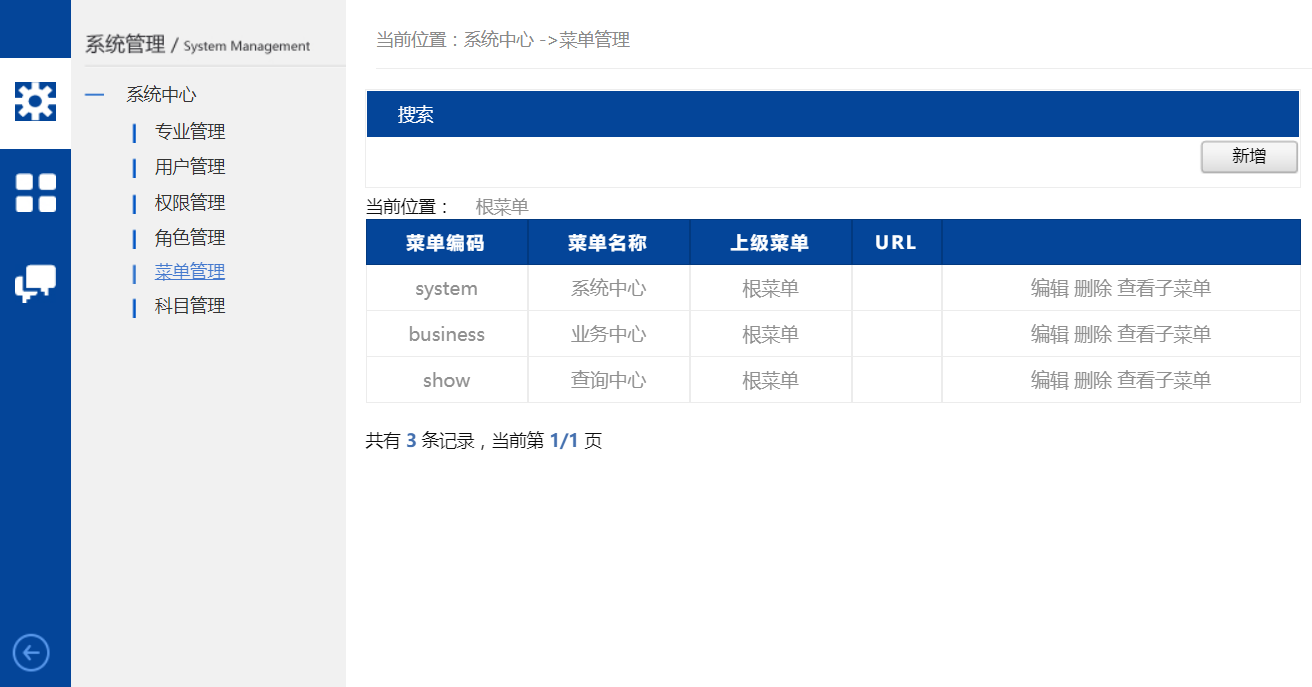 系统管理 / System Management
系统中心
专业管理
用户管理
权限管理
角色管理
菜单管理
科目管理
当前位置：系统中心 ->菜单管理
搜索
新增
当前位置： 根菜单
菜单编码 菜单名称 上级菜单 URL
system 系统中心 根菜单 编辑 删除 查看子菜单
business 业务中心 根菜单 编辑 删除 查看子菜单
show 查询中心 根菜单 编辑 删除 查看子菜单
共有 3 条记录，当前第 1/1 页